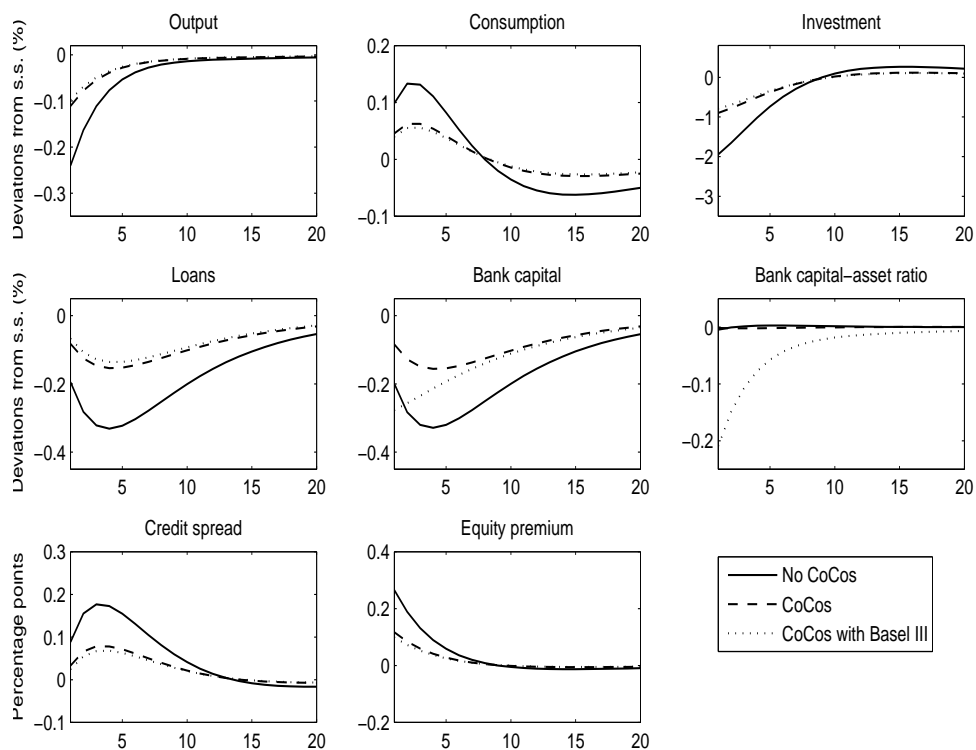 Output Consumption Investment
Deviations from s.s. (%)
0
−0.1
−0.2
−0.3
5 10 15 20
0.2
0.1
0
−0.1
5 10 15 20
0
−1
−2
−3
5 10 15 20
Loans Bank capital Bank capital−asset ratio
Deviations from s.s. (%)
0
−0.2
−0.4
5 10 15 20
0
−0.2
−0.4
5 10 15 20
0
−0.1
−0.2
5 10 15 20
Credit spread Equity premium
Percentage points
0.3
0.2
0.1
0
−0.1
5 10 15 20
0.4
0.2
0
−0.2
5 10 15 20
No CoCos
CoCos
CoCos with Basel III